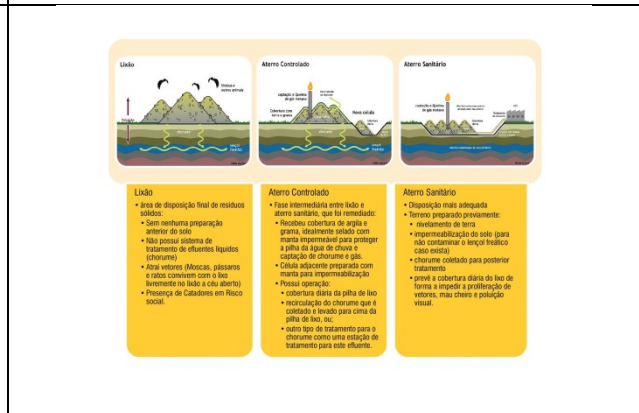 Lixão
Aterro Controlado
Aterro Sanitário
Nova célula
Lixão
• área de disposição final de resíduos
sólidos:
• Sem nenhuma preparação
anterior do solo
• Não possui sistema de
tratamento de efluentes líquidos
(chorume)
• Atrai vetores (Moscas, pássaros
e ratos convivem com o lixo
livremente no lixão a céu aberto)
• Presença de Catadores em Risco
social.
Aterro Controlado
• Fase intermediária entre lixão e
aterro sanitário, que foi remediado:
• Recebeu cobertura de argila e
grama, idealmente selado com
manta impermeável para proteger
a pilha da água de chuva e
captação de chorume e gás.
• Célula adjacente preparada com
manta para impermeabilização
• Possui operação:
• cobertura diária da pilha de lixo
• recirculação do chorume que é
coletado e levado para cima da
pilha de lixo, ou;
• outro tipo de tratamento para o
chorume como uma estação de
tratamento para este efluente.
Aterro Sanitário
• Disposição mais adequada
• Terreno preparado previamente:
• nivelamento de terra
• impermeabilização do solo (para
não contaminar o lençol freático
caso exista)
• chorume coletado para posterior
tratamento
• prevê a cobertura diária do lixo de
forma a impedir a proliferação de
vetores, mau cheiro e poluição
visual.